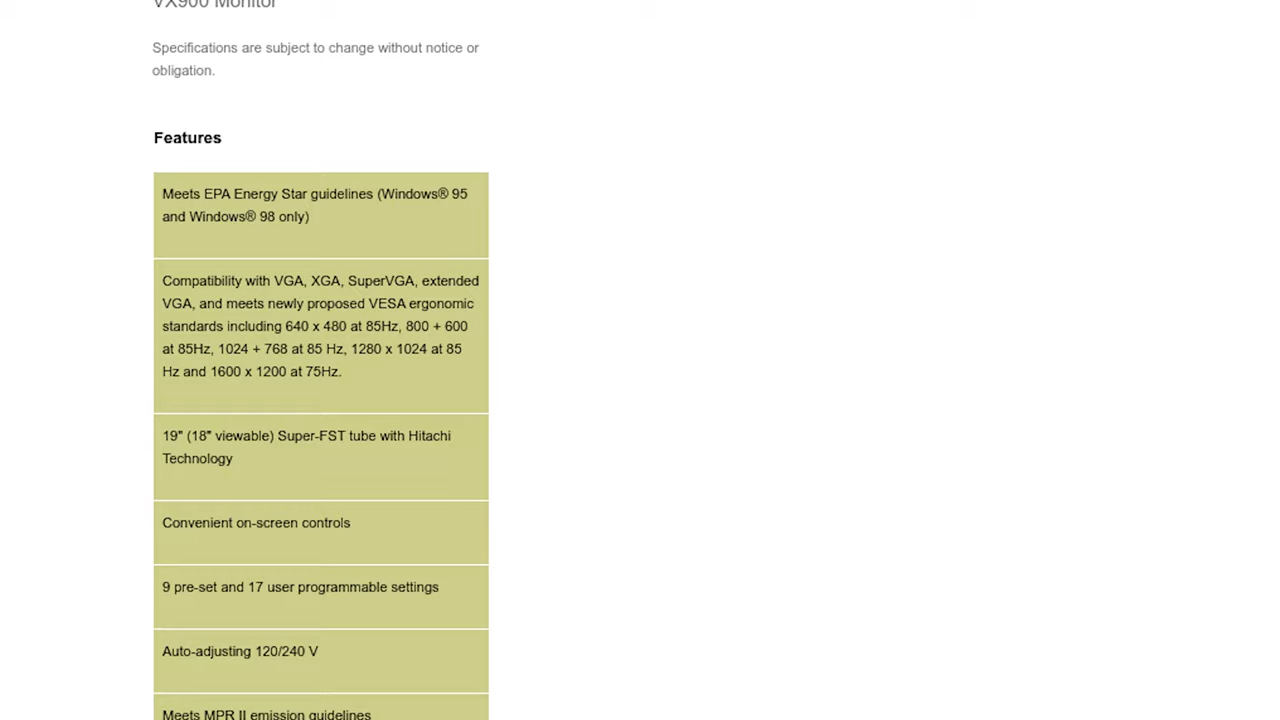 VX900 Monitor
Specifications are subject to change without notice or
obligation.
Features
Meets EPA Energy Star guidelines (Windows® 95
and Windows® 98 only)
Compatibility with VGA, XGA, SuperVGA, extended
VGA, and meets newly proposed VESA ergonomic
standards including 640 x 480 at 85Hz, 800 + 600
at 85Hz, 1024 + 768 at 85 Hz, 1280 x 1024 at 85
Hz and 1600 x 1200 at 75Hz.
19" (18" viewable) Super-FST tube with Hitachi
Technology
Convenient on-screen controls
9 pre-set and 17 user programmable settings
Auto-adjusting 120/240 V
Meets MPR II emission guidelines